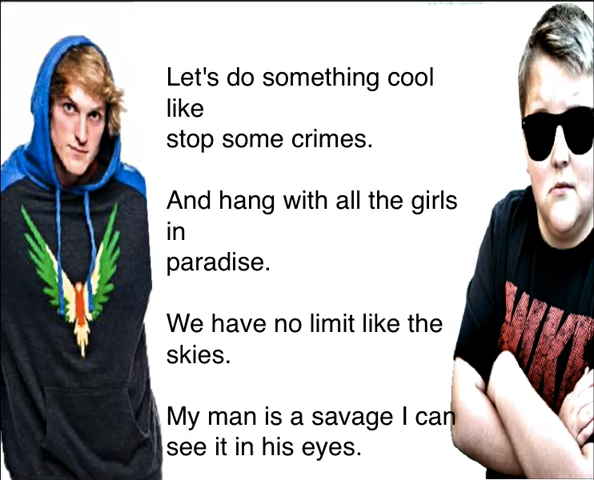 Let's do something cool
like
stop some crimes.
And hang with all the girls
in
paradise.
We have no limit like the
skies.
My man is a savage I can
see it in his eyes.